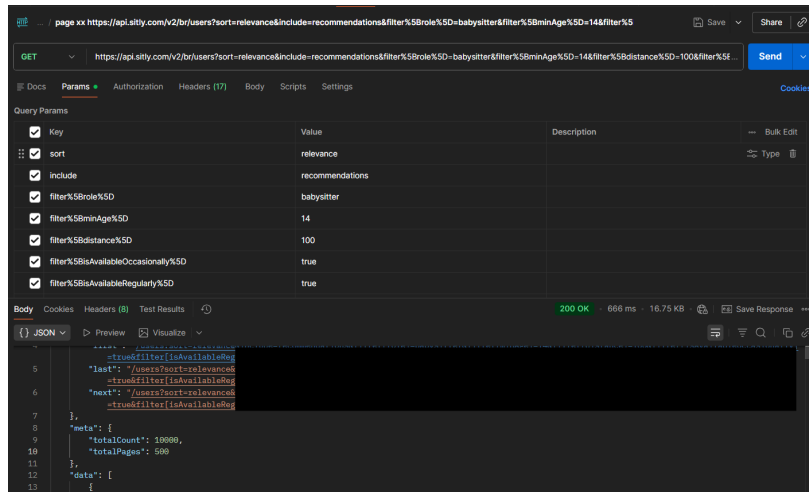 HTTP ... / page xx https://api.sitly.com/v2/br/users?sort=relevance&include=recommendations&filter%5Brole%5D=babysitter&filter%5BminAge%5D=14&filter%5 Save Share
GET https://api.sitly.com/v2/br/users?sort=relevance&include=recommendations&filter%5Brole%5D=babysitter&filter%5BminAge%5D=14&filter%5Bdistance%5D=100&filter%5E... Send
Docs Params Authorization Headers (17) Body Scripts Settings Cookies
Query Params
Key Value Description ... Bulk Edit
sort relevance Type
include recommendations
filter%5Brole%5D babysitter
filter%5BminAge%5D 14
filter%5Bdistance%5D 100
filter%5BisAvailableOccasionally%5D true
filter%5BisAvailableRegularly%5D true
Body Cookies Headers (8) Test Results 200 OK 666 ms 16.75 KB Save Response ...
{} JSON Preview Visualize
=true&filter[isAvailableReg
5 "last": "/users?sort=relevance&
=true&filter[isAvailableReg
6 "next": "/users?sort=relevance&
=true&filter[isAvailableReg
7 },
8 "meta": {
9 "totalCount": 10000,
10 "totalPages": 500
11 },
12 "data": [
13 {